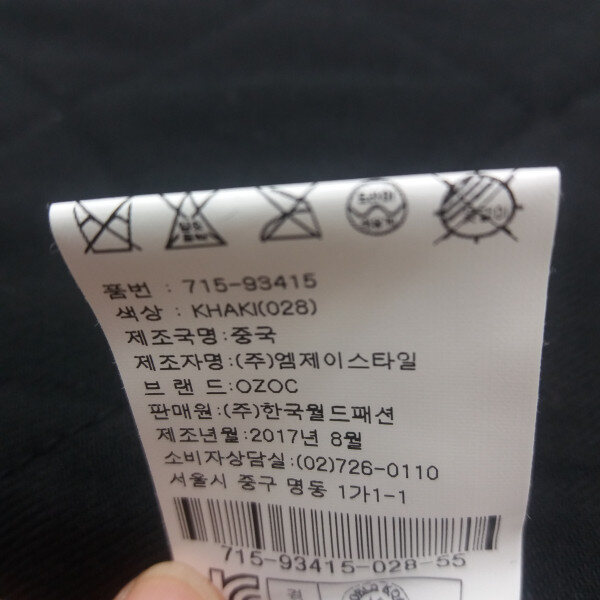 드라이
품번 : 715-93415
색상 : KHAKI(028)
제조국명:중국
제조자명:(주)엠제이스타일
브 랜 드:OZOC
판매원:(주)한국월드패션
제조년월:2017년 8월
소비자상담실:(02)726-0110
서울시 중구 명동 1가1-1
715-93415-028-55